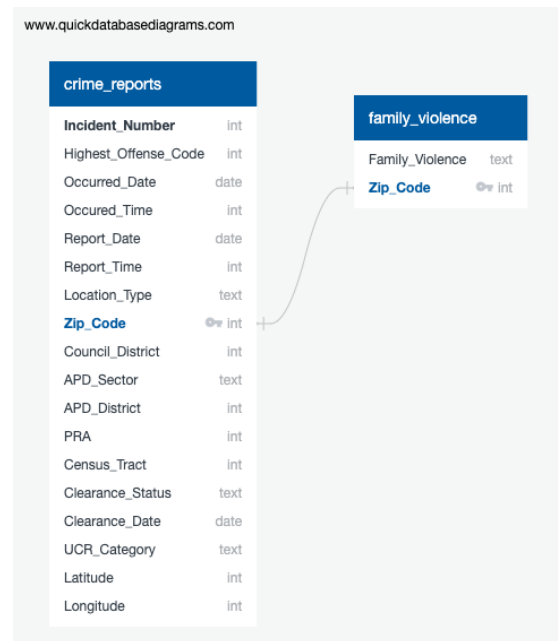 www.quickdatabasediagrams.com
crime_reports
Incident_Number int
Highest_Offense_Code int
Occurred_Date date
Occured_Time int
Report_Date date
Report_Time int
Location_Type text
Zip_Code int
Council_District int
APD_Sector text
APD_District int
PRA int
Census_Tract int
Clearance_Status text
Clearance_Date date
UCR_Category text
Latitude int
Longitude int
family_violence
Family_Violence text
Zip_Code int